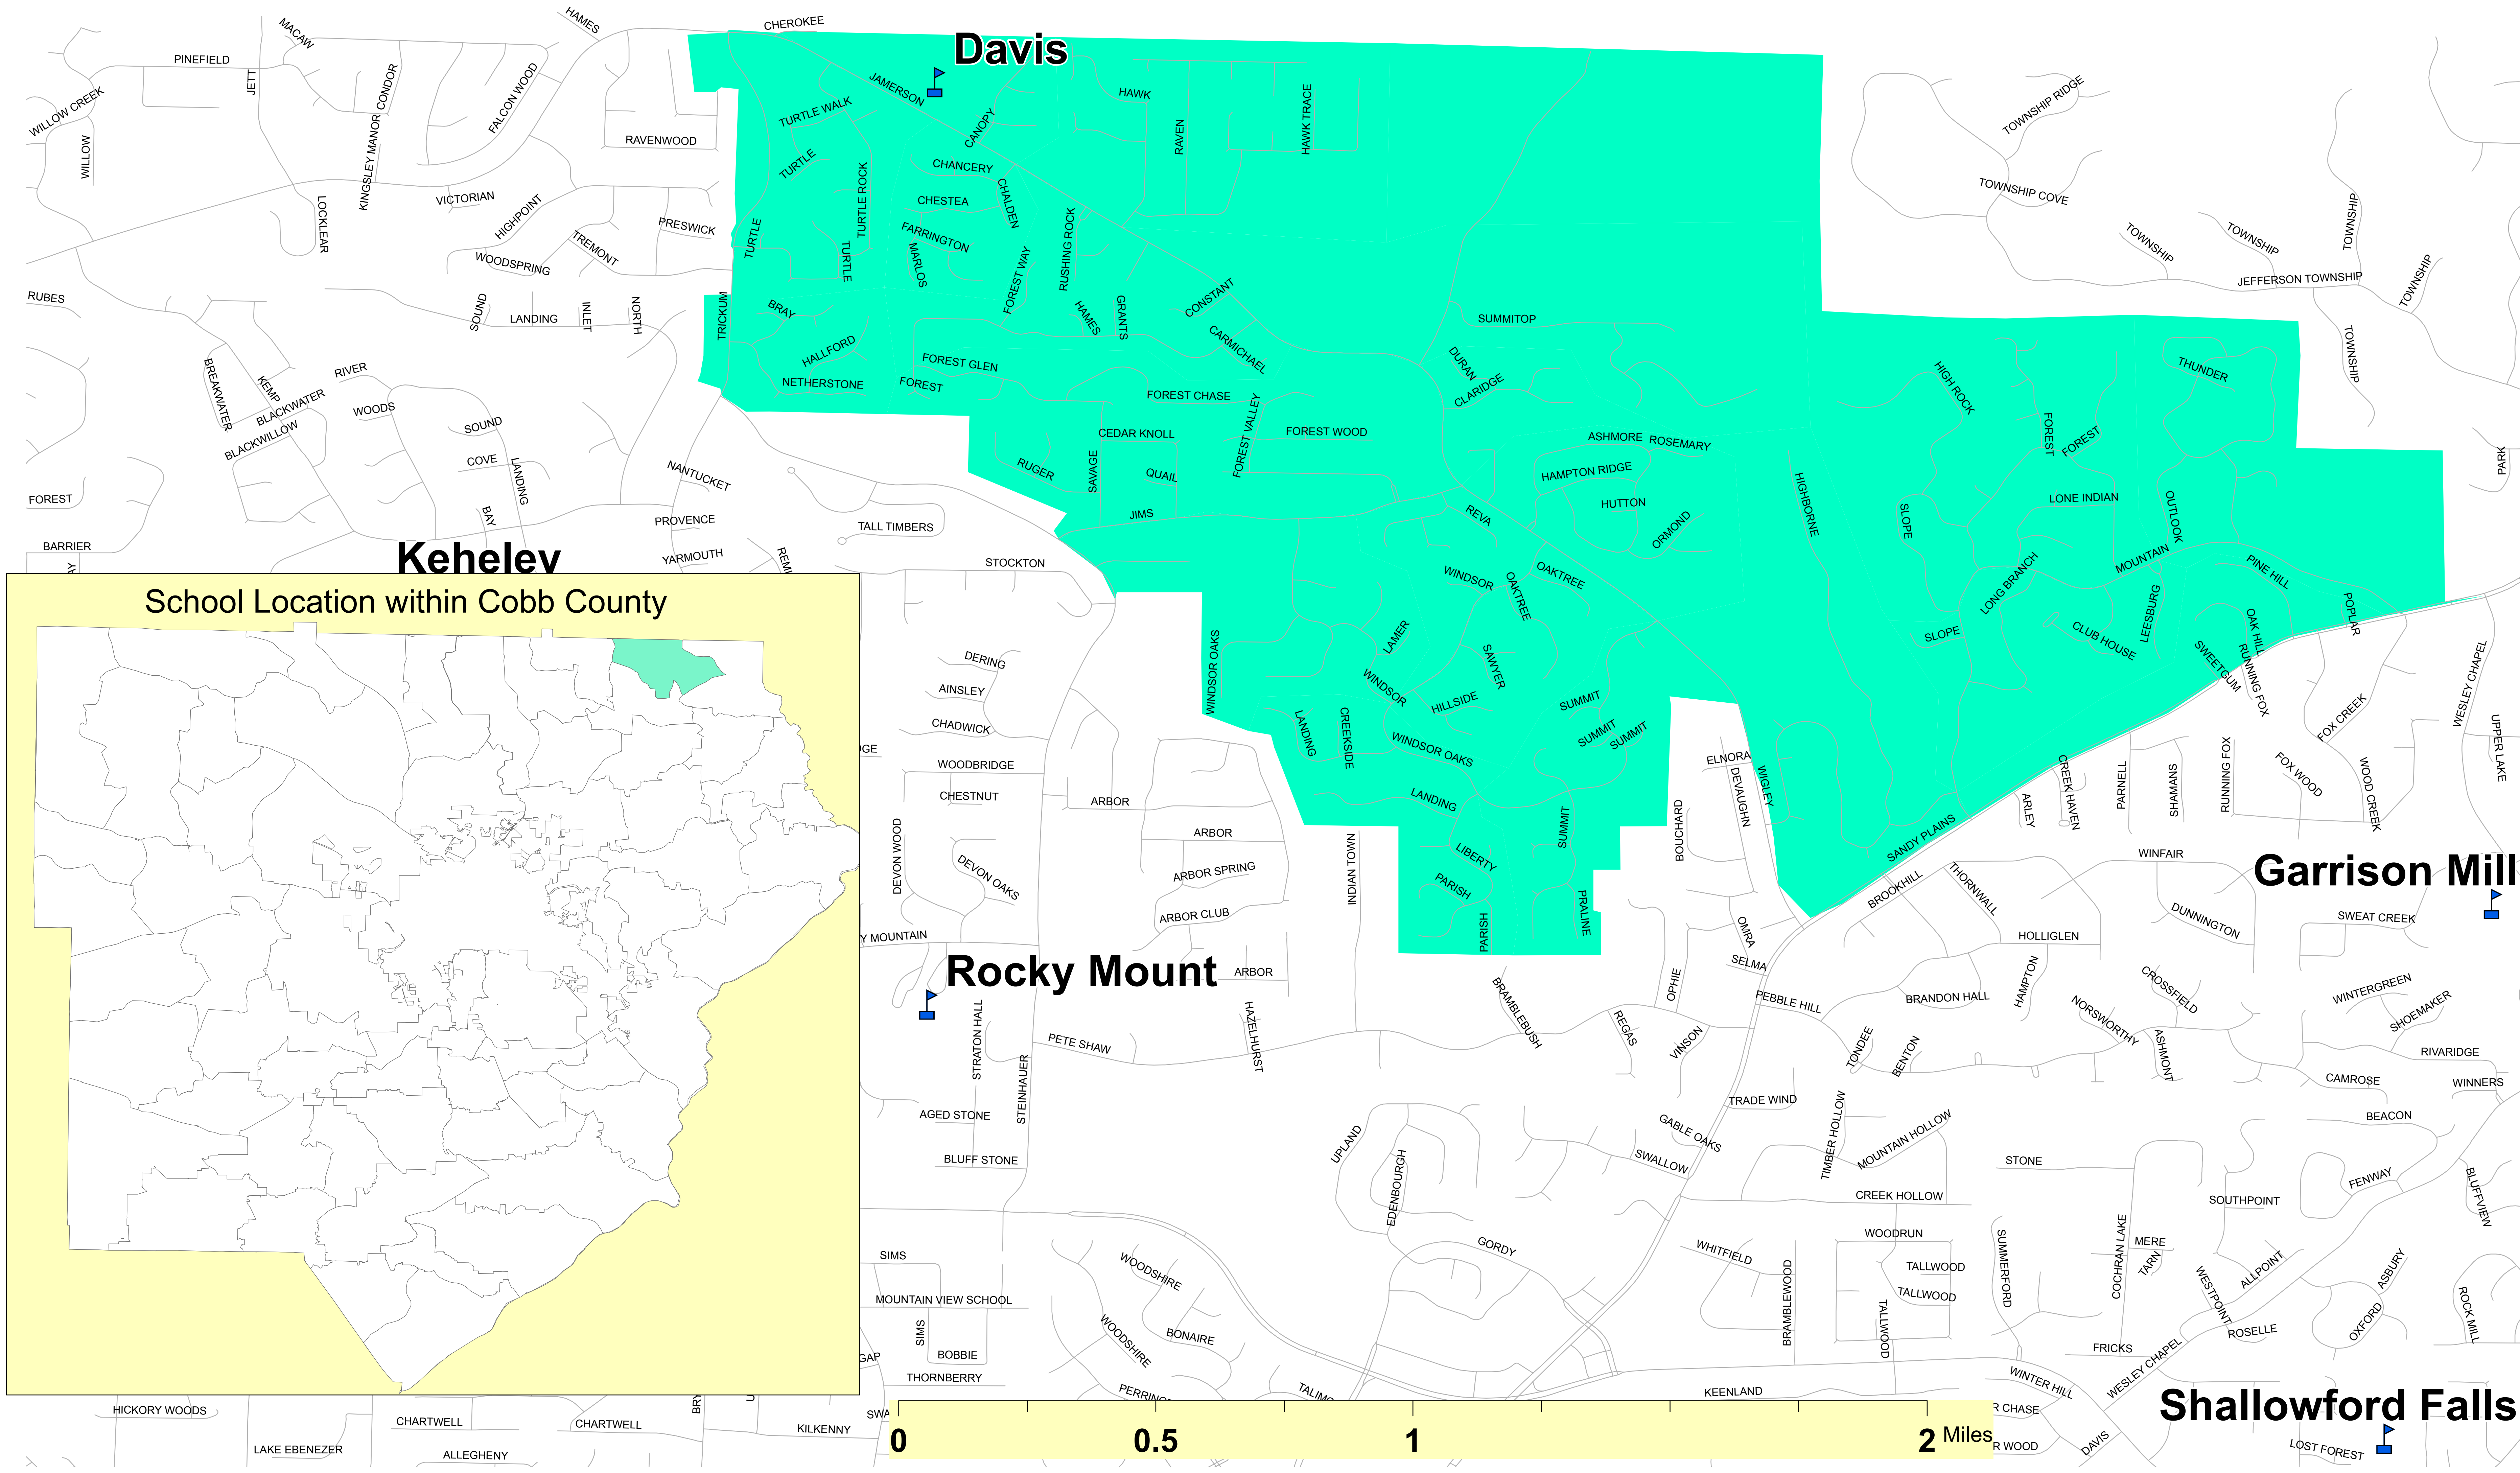 HAMES
CHEROKEE
MACAW
Davis
PINEFIELD
JETT
KINGSLEY MANOR CONDOR
FALCON WOOD
JAMERSON
HAWK
TOWNSHIP RIDGE
WILLOW CREEK
WILLOW
RAVENWOOD
TURTLE WALK
CANOPY
RAVEN
HAWK TRACE
TURTLE
CHANCERY
TOWNSHIP COVE
LOCKLEAR
VICTORIAN
HIGHPOINT
TREMONT
PRESWICK
WOODSPRING
TURTLE
TURTLE ROCK
TURTLE
CHESTEA
CHALDEN
FARRINGTON
MARLOS
FOREST WAY
RUSHING ROCK
TOWNSHIP
TOWNSHIP
TOWNSHIP
TOWNSHIP
JEFFERSON TOWNSHIP
RUBES
SOUND
LANDING
INLET
NORTH
TRICKUM
BRAY
HALLFORD
NETHERSTONE
HAMES
GRANTS
CONSTANT
CARMICHAEL
SUMMITOP
DURAN
CLARIDGE
TOWNSHIP
BREAKWATER
KEMP
BLACKWATER
BLACKWILLOW
RIVER
WOODS
SOUND
COVE
LANDING
FOREST GLEN
FOREST
FOREST CHASE
HIGH ROCK
FOREST
FOREST
THUNDER
CEDAR KNOLL
FOREST VALLEY
FOREST WOOD
ASHMORE
ROSEMARY
HAMPTON RIDGE
PARK
NANTUCKET
RUGER
SAVAGE
QUAIL
HUTTON
HIGHBORNE
SLOPE
LONE INDIAN
OUTLOOK
FOREST
BAY
PROVENCE
TALL TIMBERS
JIMS
REVA
ORMOND
BARRIER
Keheley
YARMOUTH
STOCKTON
WINDSOR
OAKTREE
OAKTREE
LONG BRANCH
MOUNTAIN
PINE HILL
POPLAR
LEESBURG
CLUB HOUSE
SLOPE
OAK HILL
SWEETGUM
RUNNING FOX
School Location within Cobb County
DERING
AINSLEY
CHADWICK
WINDSOR OAKS
LAMER
WINDSOR
SAWYER
HILLSIDE
SUMMIT
SUMMIT
SUMMIT
FOX CREEK
WESLEY CHAPEL
UPPER LAKE
WOODBRIDGE
CHESTNUT
LANDING
CREEKSIDE
WINDSOR OAKS
LANDING
ELNORA
DEVAUGHN
WIGLEY
CREEK HAVEN
PARNELL
SHAMANS
RUNNING FOX
FOX WOOD
WOOD CREEK
ARLEY
ARBOR
DEVON WOOD
DEVON OAKS
ARBOR
ARBOR SPRING
ARBOR CLUB
INDIAN TOWN
SUMMIT
LIBERTY
PARISH
PARISH
PRALINE
BOUCHARD
SANDY PLAINS
BROOKHILL
THORNWALL
WINFAIR
Garrison Mill
DUNNINGTON
SWEAT CREEK
Y MOUNTAIN
Rocky Mount
ARBOR
OMRA
SELMA
HOLLIGLEN
HAMPTON
CROSSFIELD
WINTERGREEN
SHOEMAKER
BRAMBLEBUSH
OPHIE
PEBBLE HILL
BRANDON HALL
NORSWORTHY
ASHMONT
STRATON HALL
PETE SHAW
HAZELHURST
REGAS
VINSON
TONDEE
BENTON
RIVARIDGE
CAMROSE
WINNERS
STEINHAUER
AGED STONE
TRADE WIND
BEACON
BLUFF STONE
UPLAND
EDENBOURGH
GABLE OAKS
SWALLOW
TIMBER HOLLOW
MOUNTAIN HOLLOW
CREEK HOLLOW
STONE
SOUTHPOINT
FENWAY
BLUFFVIEW
SIMS
WOODSHIRE
GORDY
WHITFIELD
WOODRUN
TALLWOOD
TALLWOOD
TALLWOOD
SUMMERFORD
COCHRAN LAKE
MERE
TARN
WESTPOINT
ALLPOINT
ASBURY
OXFORD
ROCK MILL
ROSELLE
MOUNTAIN VIEW SCHOOL
SIMS
BOBBIE
THORNBERRY
WOODSHIRE
BONAIRE
BRAMBLEWOOD
FRICKS
WESLEY CHAPEL
WINTER HILL
KEENLAND
Shallowford Falls
HICKORY WOODS
CHARTWELL
CHARTWELL
KILKENNY
LAKE EBENEZER
ALLEGHENY
DAVIS
LOST FOREST
0
0.5
1
2
Miles